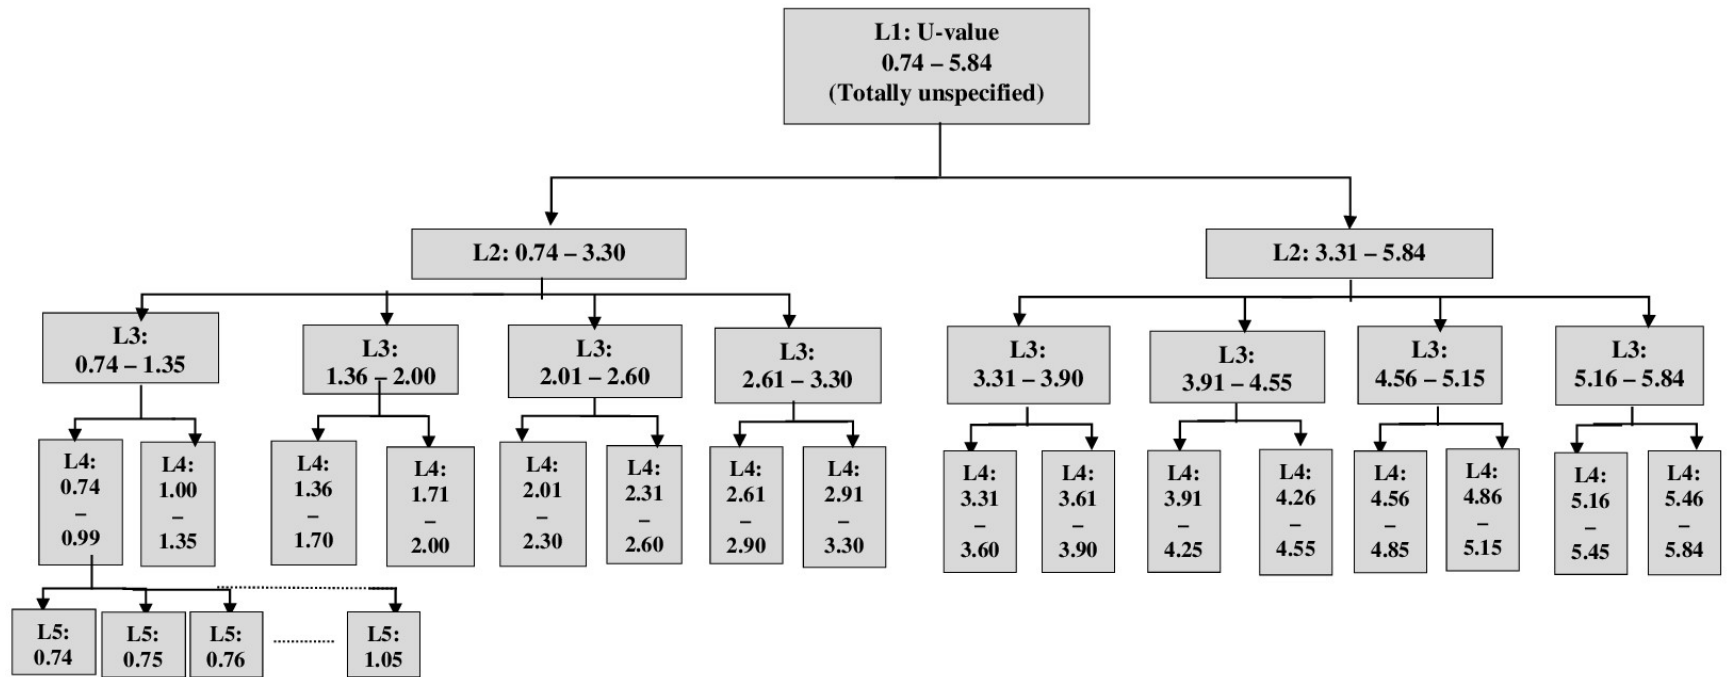 L1: U-value
0.74 – 5.84
(Totally unspecified)
L2: 0.74 – 3.30
L2: 3.31 – 5.84
L3:
0.74 – 1.35
L3:
1.36 – 2.00
L3:
2.01 – 2.60
L3:
2.61 – 3.30
L3:
3.31 – 3.90
L3:
3.91 – 4.55
L3:
4.56 – 5.15
L3:
5.16 – 5.84
L4:
0.74
–
0.99
L4:
1.00
–
1.35
L4:
1.36
–
1.70
L4:
1.71
–
2.00
L4:
2.01
–
2.30
L4:
2.31
–
2.60
L4:
2.61
–
2.90
L4:
2.91
–
3.30
L4:
3.31
–
3.60
L4:
3.61
–
3.90
L4:
3.91
–
4.25
L4:
4.26
–
4.55
L4:
4.56
–
4.85
L4:
4.86
–
5.15
L4:
5.16
–
5.45
L4:
5.46
–
5.84
L5:
0.74
L5:
0.75
L5:
0.76
L5:
1.05